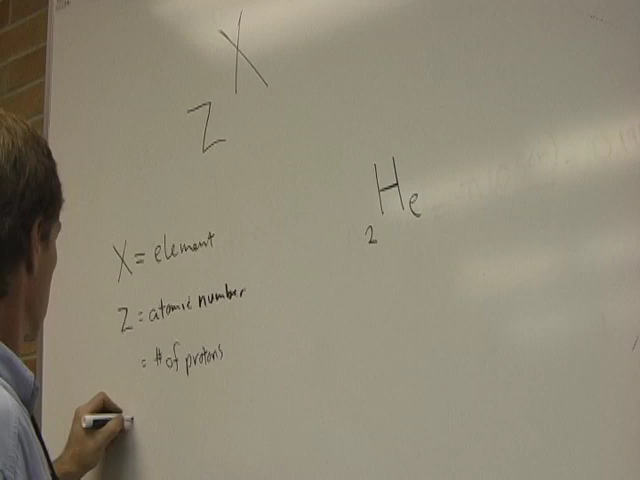 X
Z
He
2
X = element
Z = atomic number
= # of protons